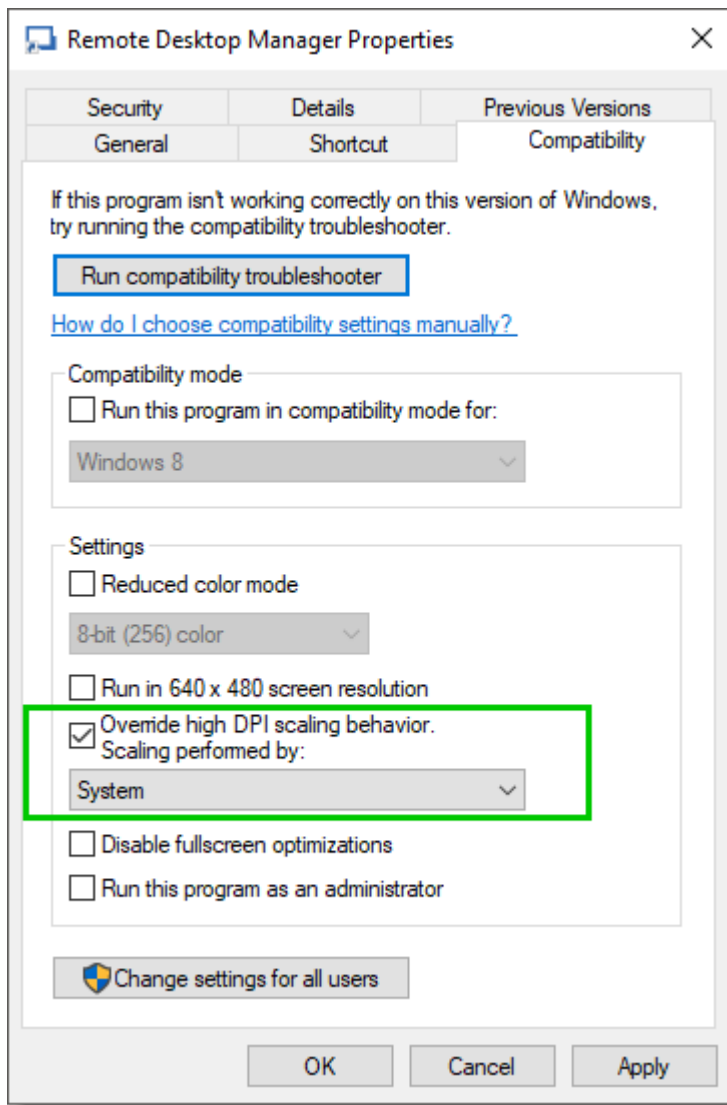 Remote Desktop Manager Properties
Security
Details
Previous Versions
General
Shortcut
Compatibility
If this program isn't working correctly on this version of Windows,
try running the compatibility troubleshooter.
Run compatibility troubleshooter
How do I choose compatibility settings manually?
Compatibility mode
Run this program in compatibility mode for:
Windows 8
Settings
Reduced color mode
8-bit (256) color
Run in 640 x 480 screen resolution
Override high DPI scaling behavior.
Scaling performed by:
System
Disable fullscreen optimizations
Run this program as an administrator
Change settings for all users
OK
Cancel
Apply